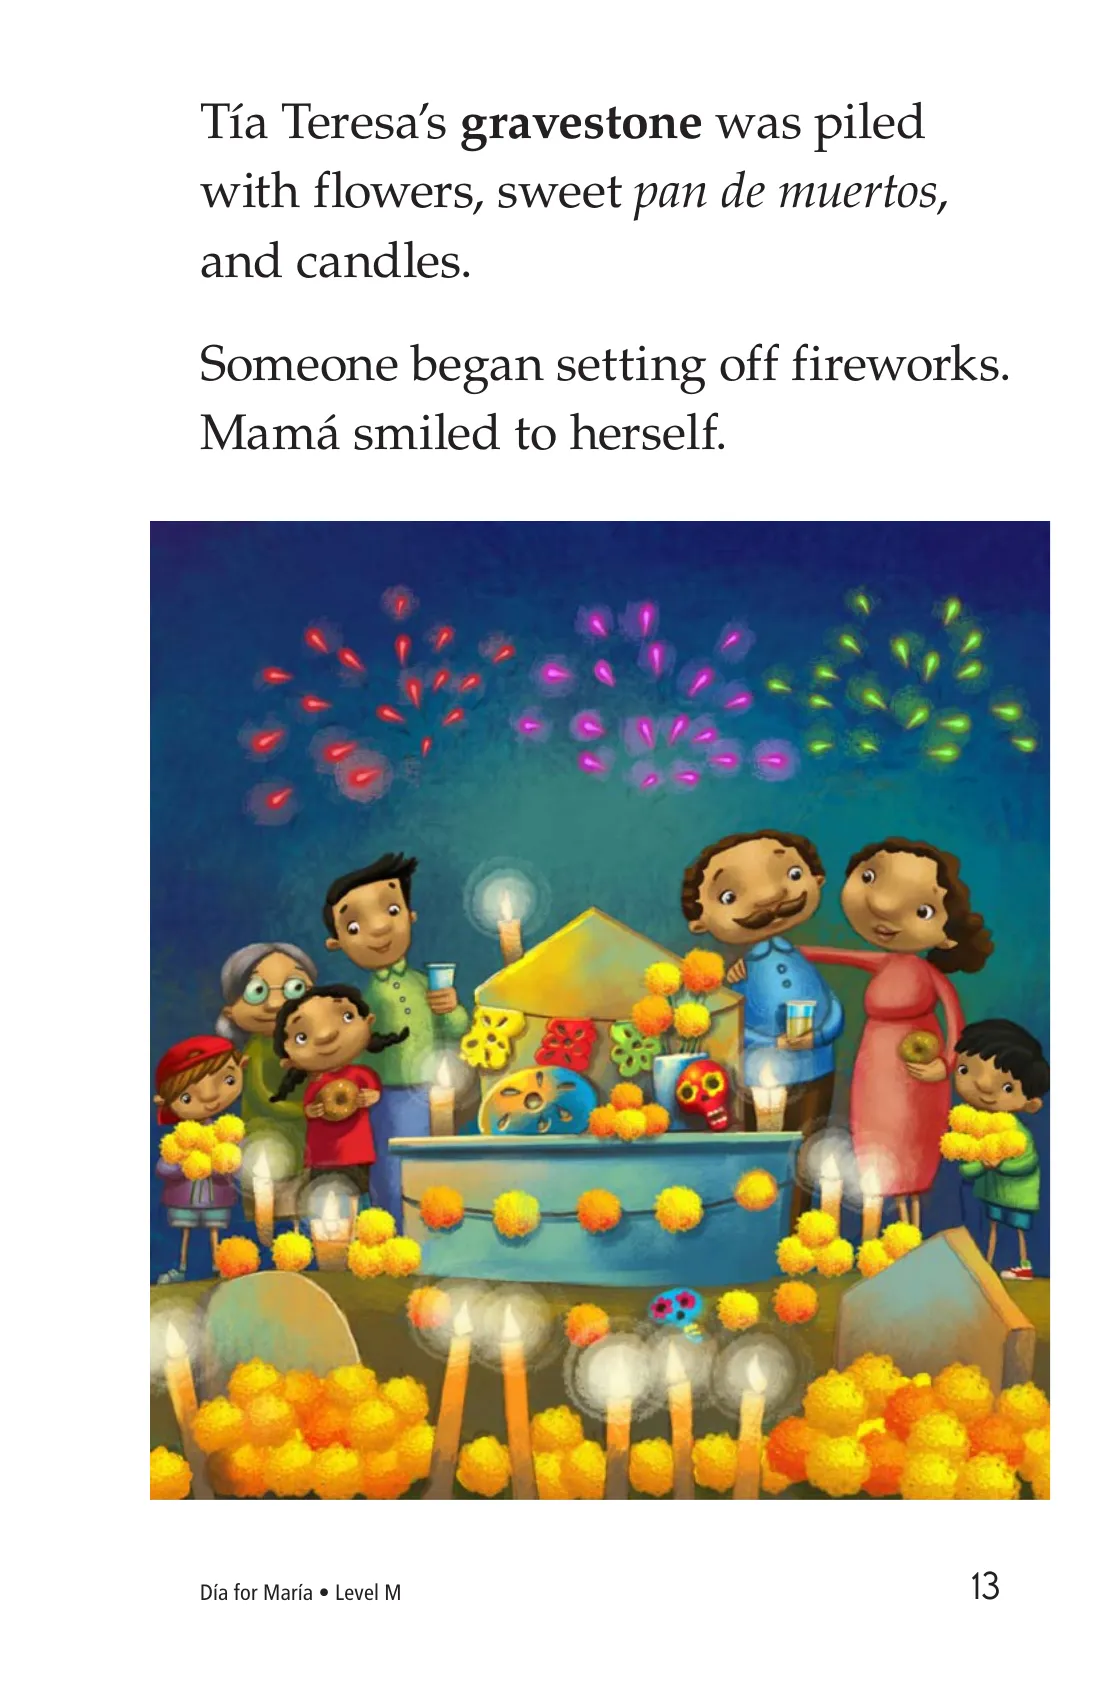 Tía Teresa’s gravestone was piled
with flowers, sweet pan de muertos,
and candles.
Someone began setting off fireworks.
Mamá smiled to herself.
Día for María • Level M
13